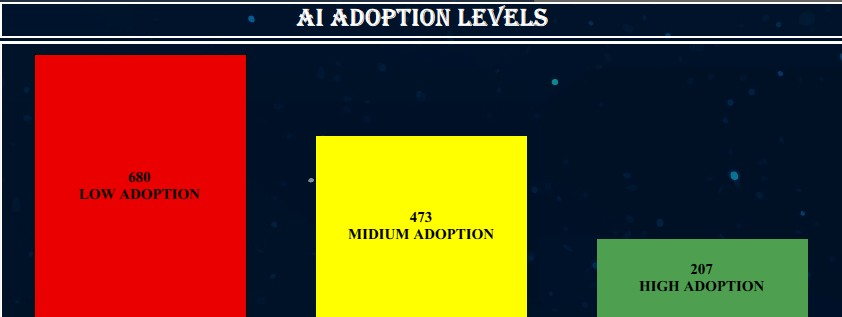 AI ADOPTION LEVELS
680
LOW ADOPTION
473
MIDIUM ADOPTION
207
HIGH ADOPTION